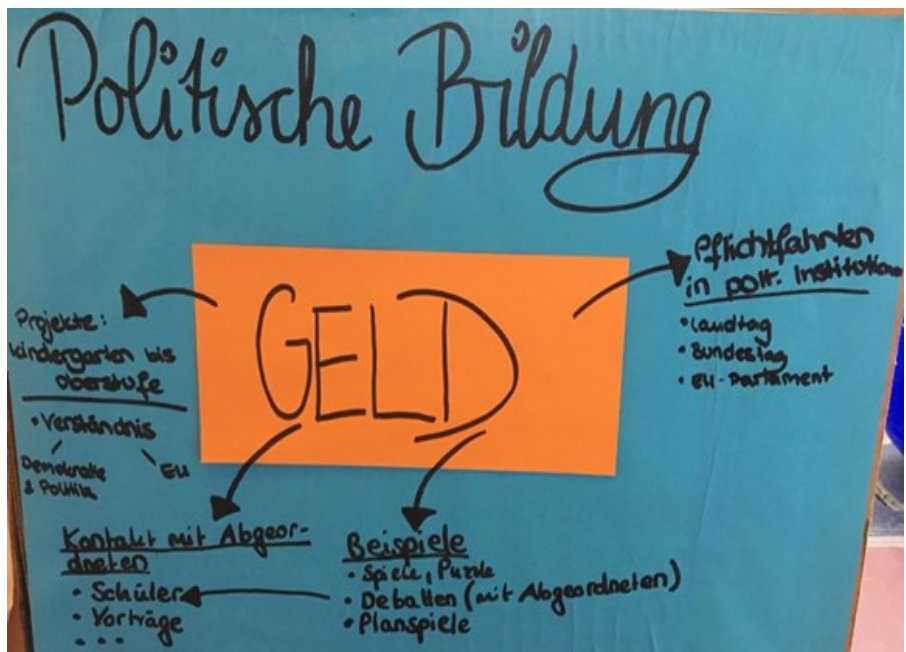 Politische Bildung
GELD
Projekte:
Kindergarten bis
Oberstufe
• Verständnis
Demokratie
& Politik
EU
Pflichtfahrten
in polit. Institutione
• Landtag
• Bundestag
• EU-Parlament
Kontakt mit Abgeor-
dneten
• Schüler
• Vorträge
• • •
Beispiele
• Spiele, Puzzle
• Debatten (mit Abgeordneten)
• Planspiele